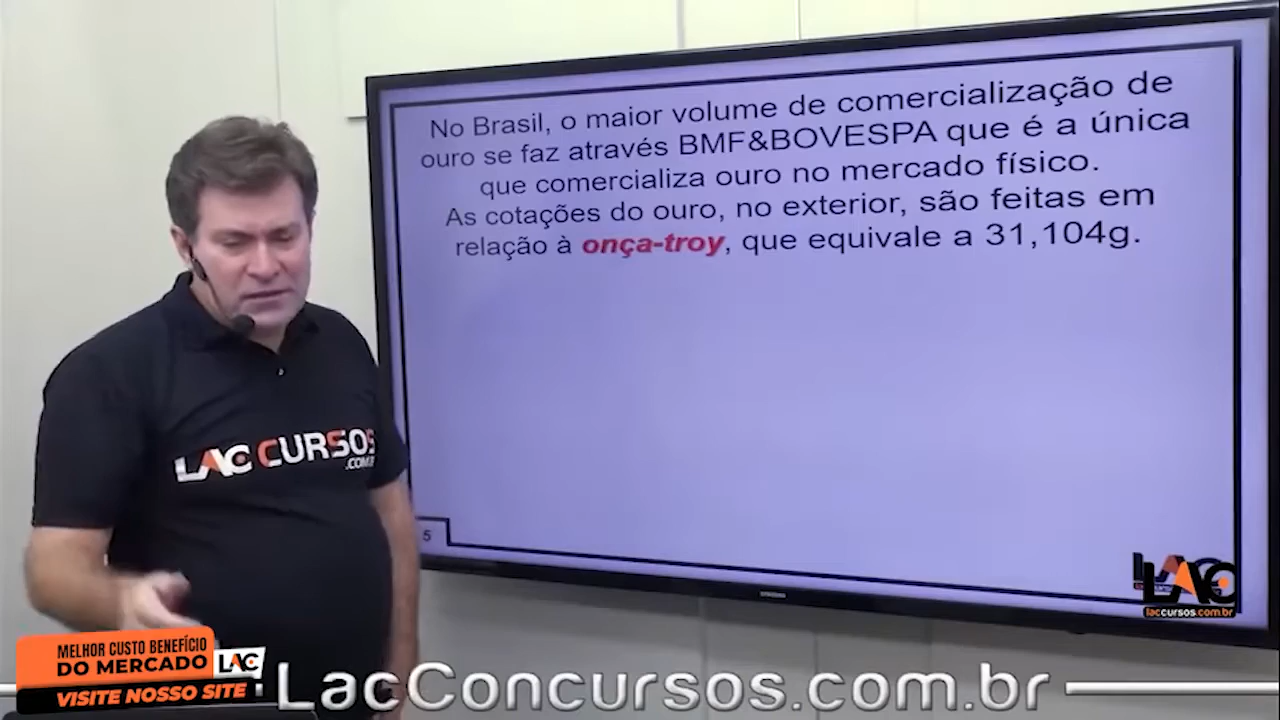 No Brasil, o maior volume de comercialização de
ouro se faz através BMF&BOVESPA que é a única
que comercializa ouro no mercado físico.
As cotações do ouro, no exterior, são feitas em
relação à onça-troy, que equivale a 31,104g.
LAC CURSOS
.COM.B
5
SAMSUNG
LAC
laccursos.com.br
MELHOR CUSTO BENEFÍCIO
DO MERCADO
LAC
VISITE NOSSO SITE
LacConcursos.com.br